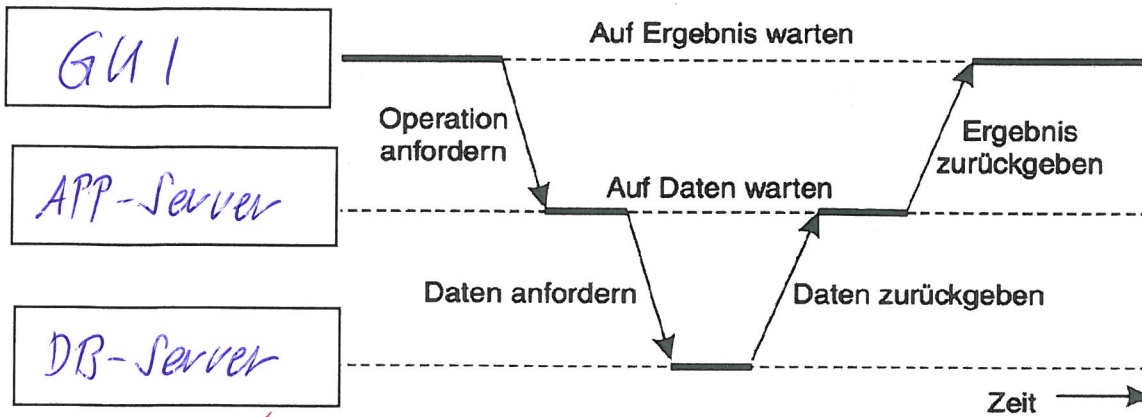 GUI
Auf Ergebnis warten
Operation
anfordern
Ergebnis
zurückgeben
APP-Server
Auf Daten warten
Daten anfordern
Daten zurückgeben
DB-Server
Zeit